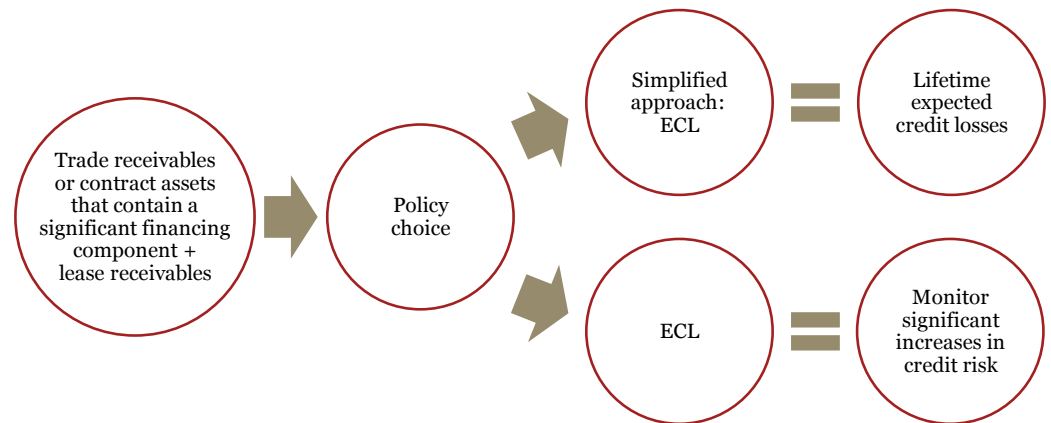 Trade receivables
or contract assets
that contain a
significant financing
component +
lease receivables
Policy
choice
Simplified
approach:
ECL
Lifetime
expected
credit losses
ECL
Monitor
significant
increases in
credit risk